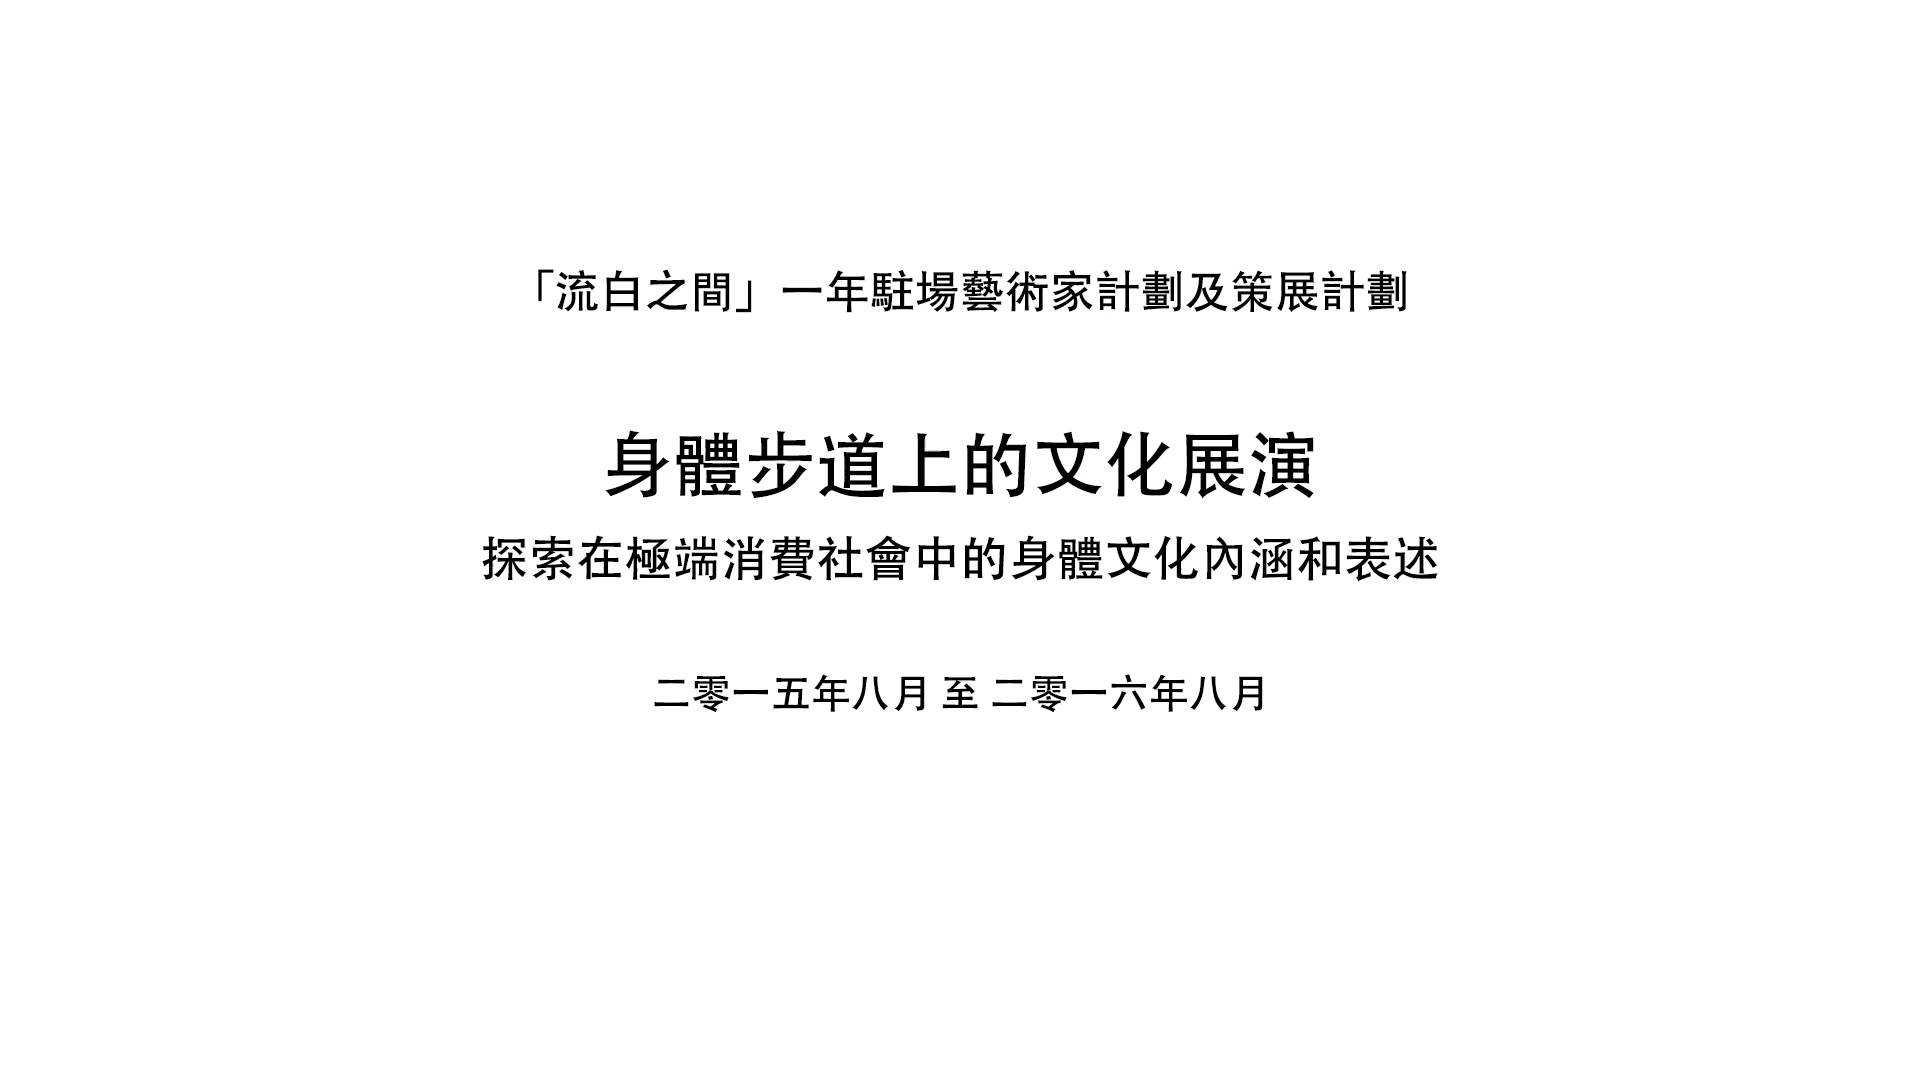 「流白之間」一年駐場藝術家計劃及策展計劃
身體步道上的文化展演
探索在極端消費社會中的身體文化內涵和表述
二零一五年八月 至 二零一六年八月